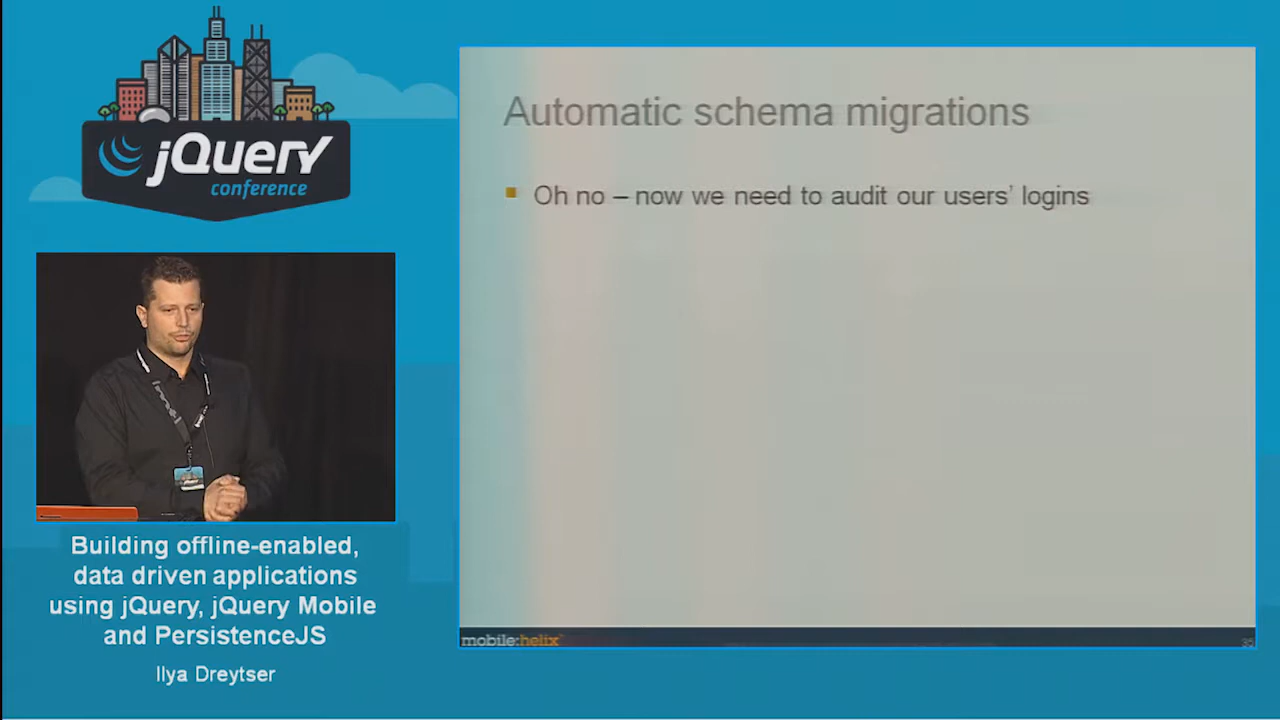 jQuery
conference
Automatic schema migrations
Oh no – now we need to audit our users’ logins
Building offline-enabled,
data driven applications
using jQuery, jQuery Mobile
and PersistenceJS
Ilya Dreytser
mobile:helix
35